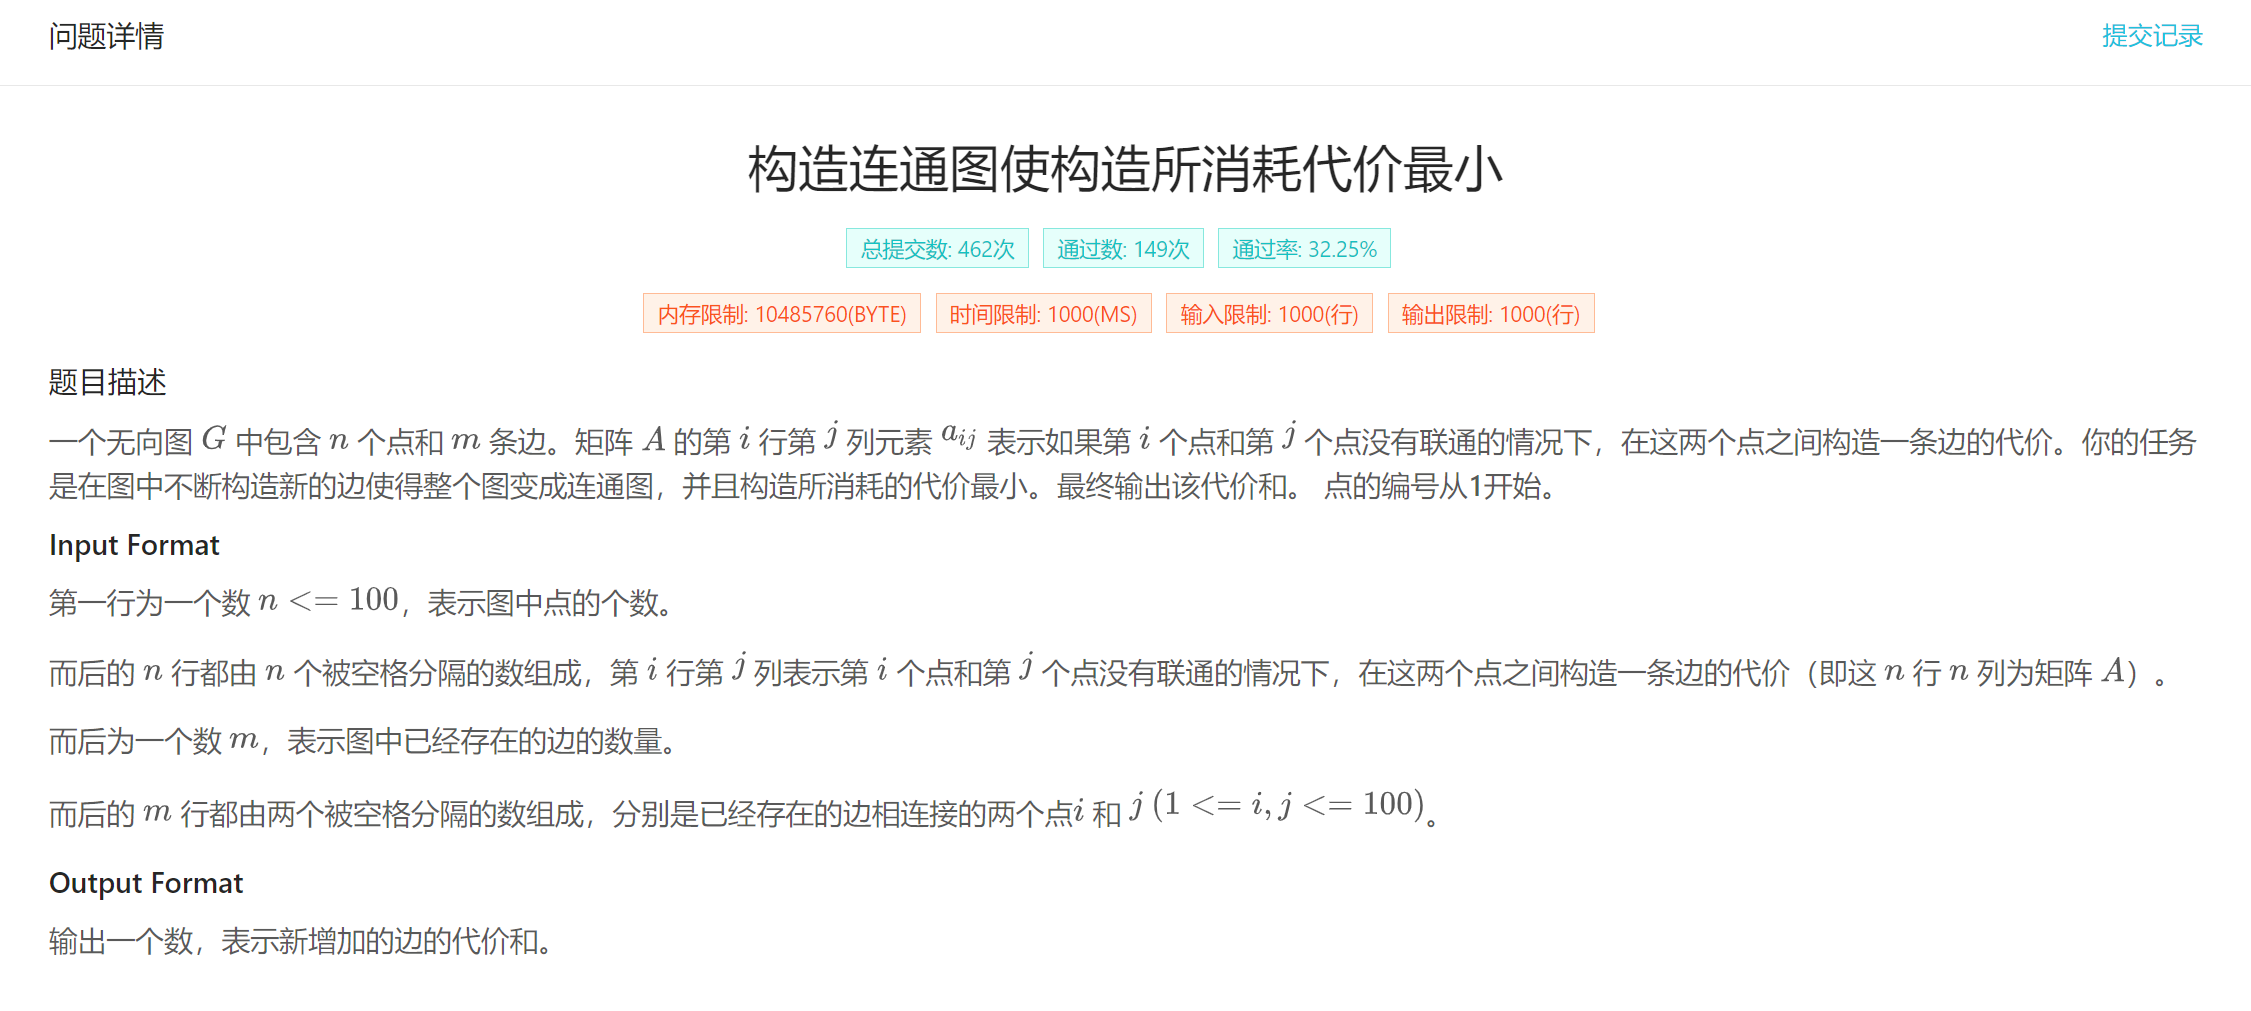 问题详情
提交记录
构造连通图使构造所消耗代价最小
总提交数: 462次 通过数: 149次 通过率: 32.25%
内存限制: 10485760(BYTE) 时间限制: 1000(MS) 输入限制: 1000(行) 输出限制: 1000(行)
题目描述
一个无向图 G 中包含 n 个点和 m 条边。矩阵 A 的第 i 行第 j 列元素 a_{ij} 表示如果第 i 个点和第 j 个点没有联通的情况下，在这两个点之间构造一条边的代价。你的任务
是在图中不断构造新的边使得整个图变成连通图，并且构造所消耗的代价最小。最终输出该代价和。 点的编号从1开始。
Input Format
第一行为一个数 n <= 100，表示图中点的个数。
而后的 n 行都由 n 个被空格分隔的数组成，第 i 行第 j 列表示第 i 个点和第 j 个点没有联通的情况下，在这两个点之间构造一条边的代价（即这 n 行 n 列为矩阵 A）。
而后为一个数 m，表示图中已经存在的边的数量。
而后的 m 行都由两个被空格分隔的数组成，分别是已经存在的边相连接的两个点i 和 j (1 <= i, j <= 100)。
Output Format
输出一个数，表示新增加的边的代价和。